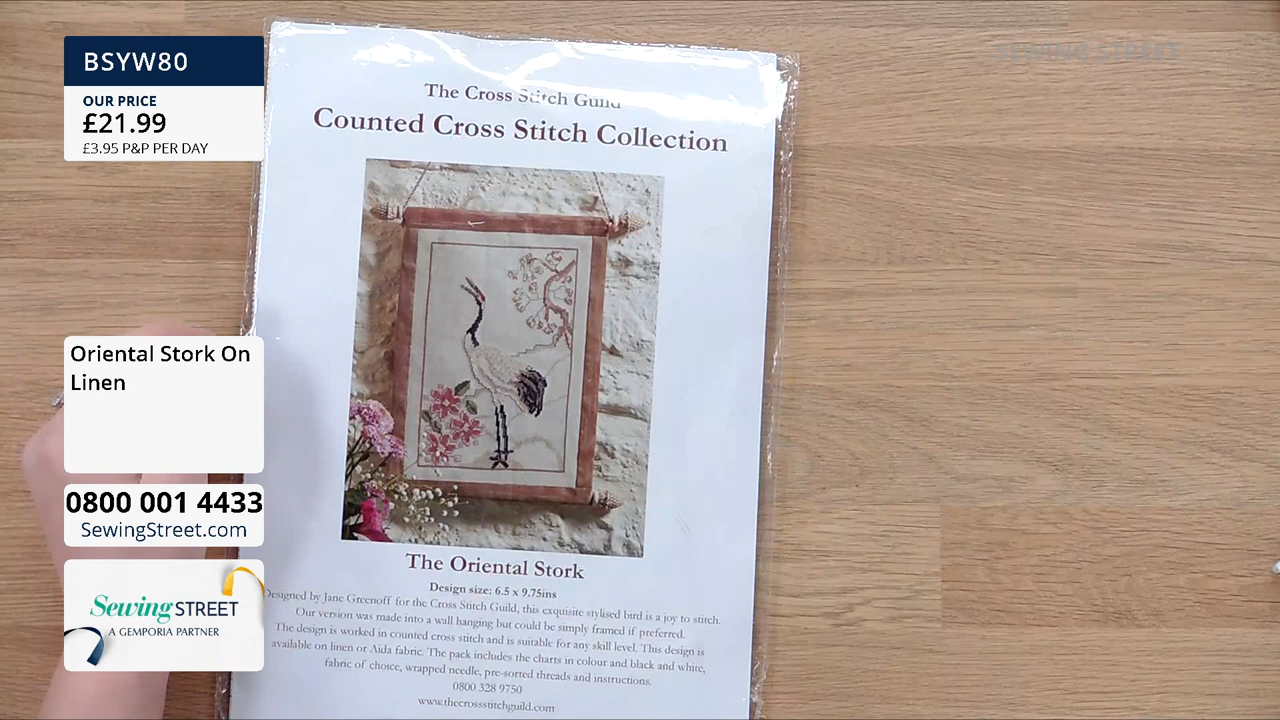 BSYW80
OUR PRICE
£21.99
£3.95 P&P PER DAY
Oriental Stork On
Linen
0800 001 4433
SewingStreet.com
Sewing STREET
A GEMPORIA PARTNER
SEWING STREET
The Cross Stitch Guild
Counted Cross Stitch Collection
The Oriental Stork
Design size: 6.5 x 9.75ins
Designed by Jane Greenoff for the Cross Stitch Guild, this exquisite stylised bird is a joy to stitch.
Our version was made into a wall hanging but could be simply framed if preferred.
The design is worked in counted cross stitch and is suitable for any skill level. This design is
available on linen or Aida fabric. The pack includes the charts in colour and black and white,
fabric of choice, wrapped needle, pre-sorted threads and instructions.
0800 328 9750
www.thecrossstitchguild.com